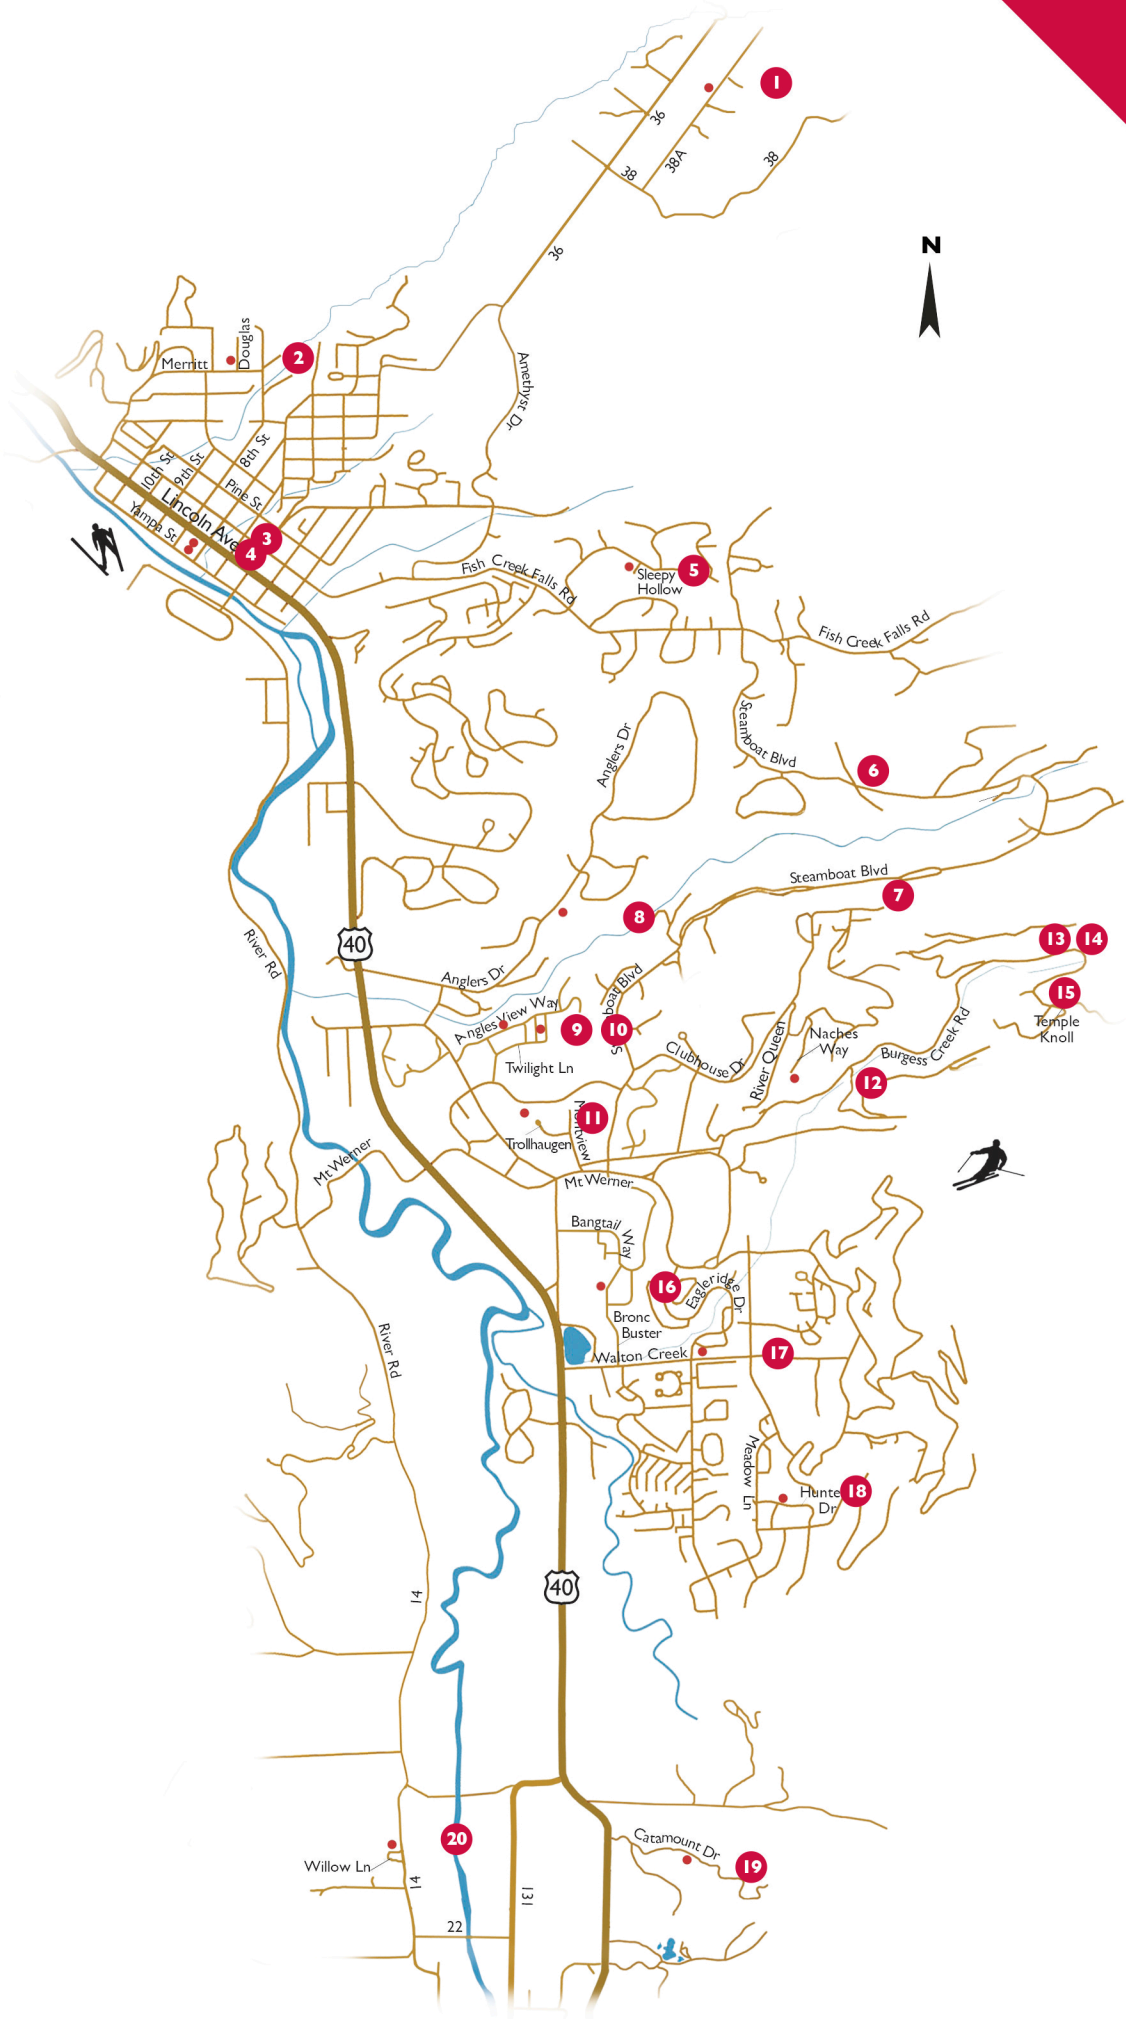 1
36
38A
38
38
36
N
Douglas
Merritt
2
Amethyst Dr
10th St
9th St
8th St
Pine St
Lincoln Ave
Yampa St
3
4
Fish Creek Falls Rd
Sleepy
Hollow
5
Fish Creek Falls Rd
Steamboat Blvd
Anglers Dr
6
Steamboat Blvd
7
8
40
River Rd
Anglers Dr
13
14
15
Temple
Knoll
Angles View Way
9
10
boat Blvd
S
Twilight Ln
Clubhouse Dr
River Queen
Naches
Way
Burgess Creek Rd
12
11
Trollhaugen
Montview
Mt Werner
Mt Werner
Bangtail Way
16
Eagleridge Dr
Bronc
Buster
Walton Creek
17
River Rd
Meadow Ln
Hunte
Dr
18
40
14
Catamount Dr
20
19
Willow Ln
14
131
22